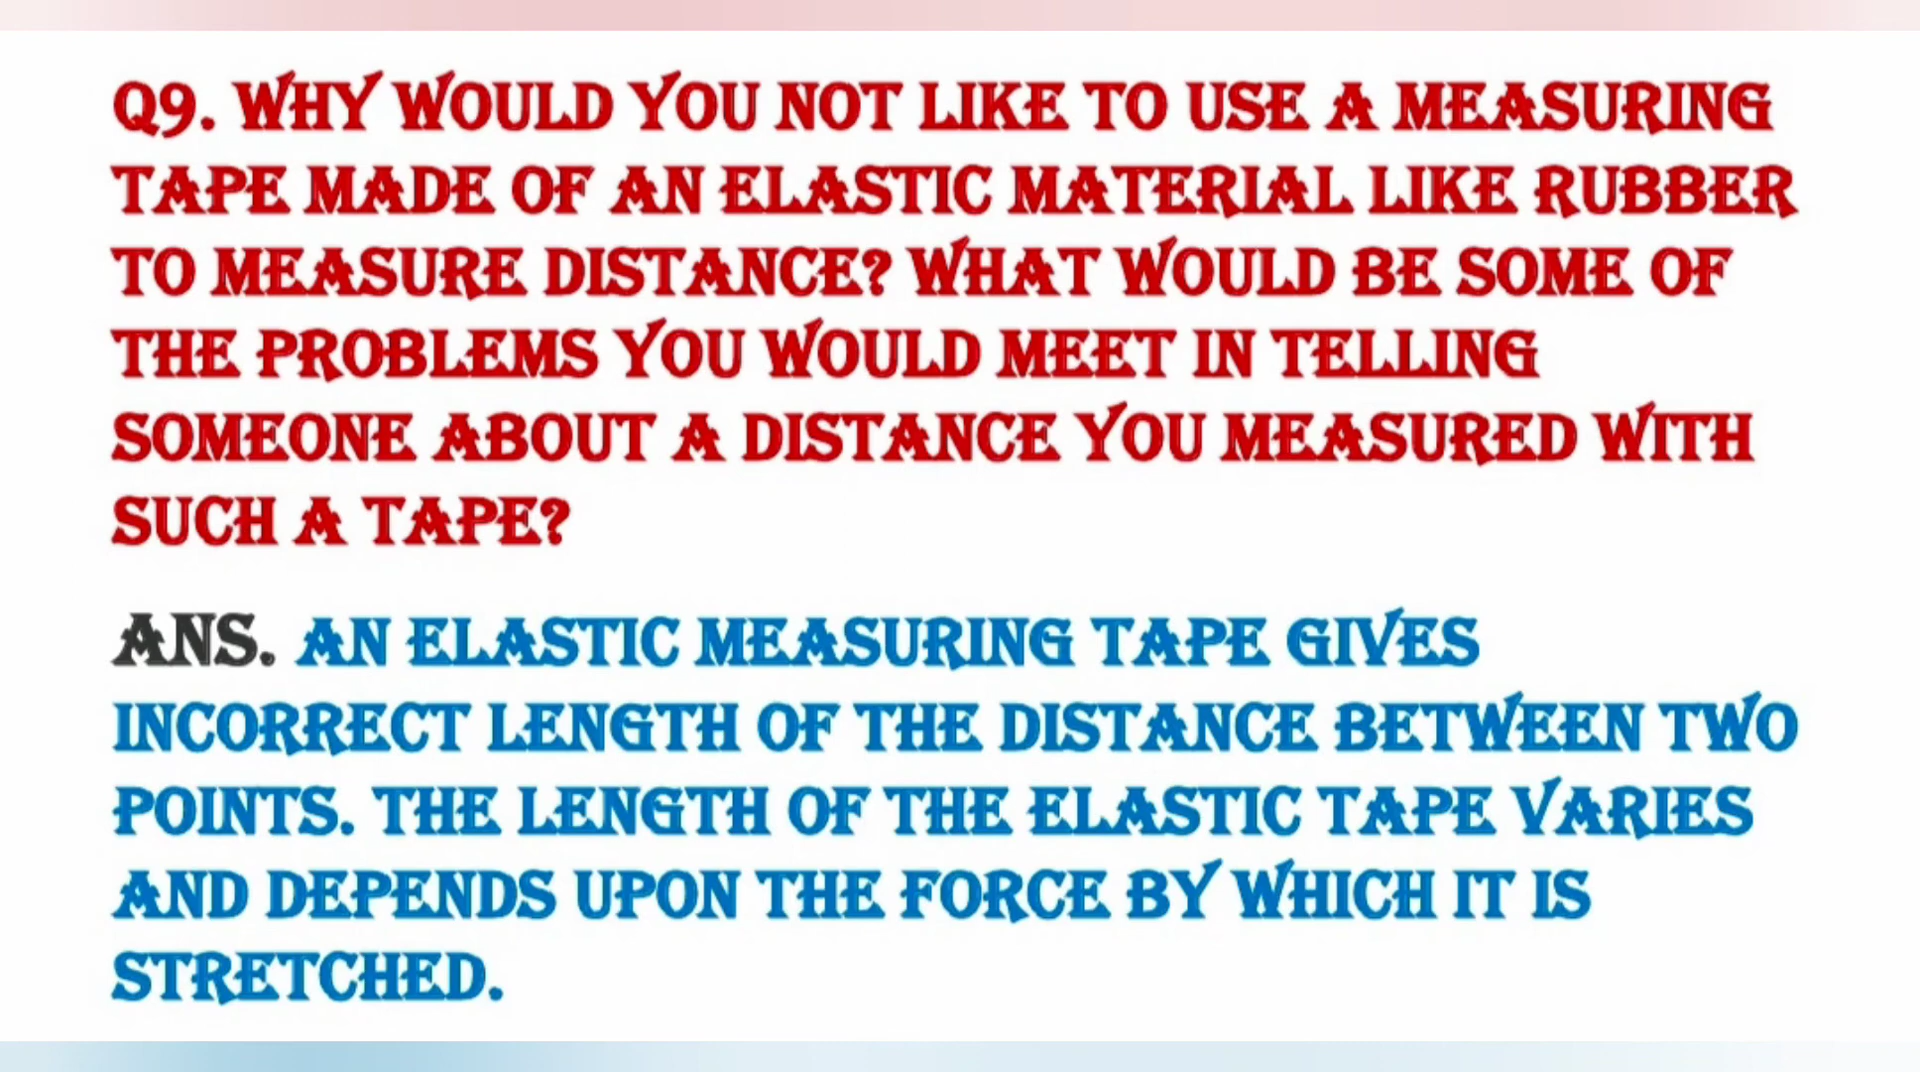 Q9. WHY WOULD YOU NOT LIKE TO USE A MEASURING
TAPE MADE OF AN ELASTIC MATERIAL LIKE RUBBER
TO MEASURE DISTANCE? WHAT WOULD BE SOME OF
THE PROBLEMS YOU WOULD MEET IN TELLING
SOMEONE ABOUT A DISTANCE YOU MEASURED WITH
SUCH A TAPE?
ANS. AN ELASTIC MEASURING TAPE GIVES
INCORRECT LENGTH OF THE DISTANCE BETWEEN TWO
POINTS. THE LENGTH OF THE ELASTIC TAPE VARIES
AND DEPENDS UPON THE FORCE BY WHICH IT IS
STRETCHED.